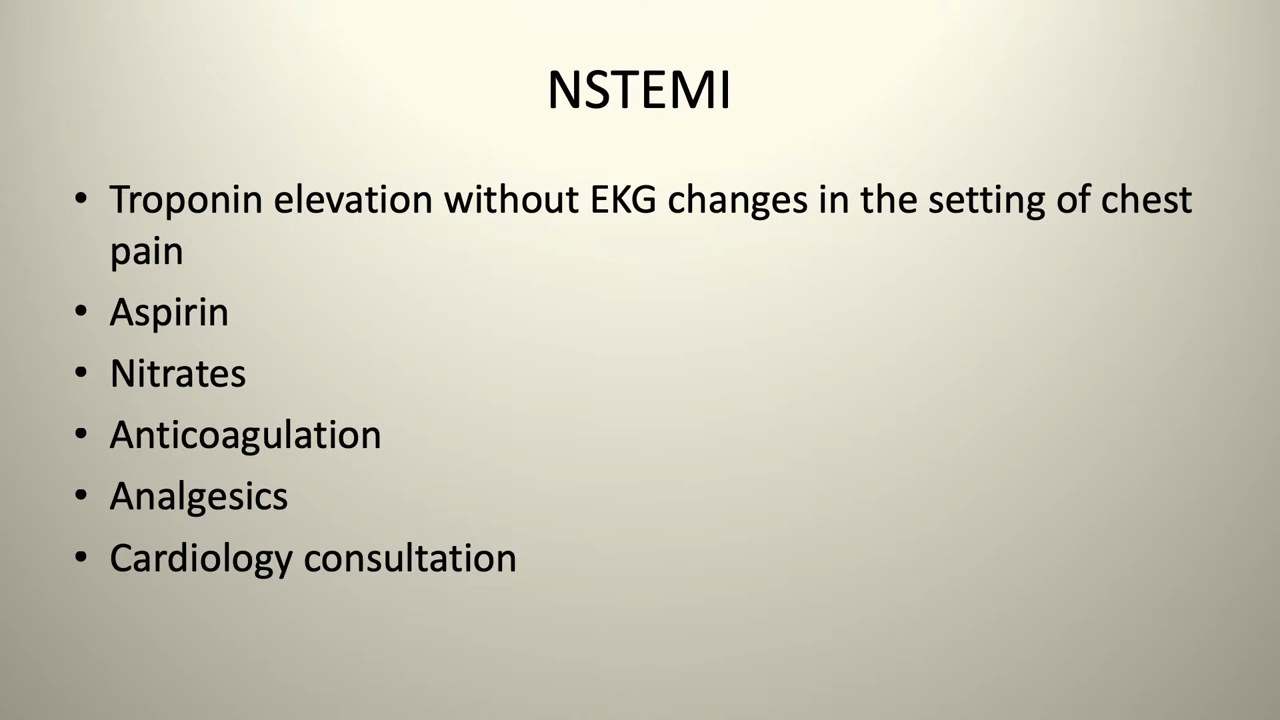 NSTEMI
• Troponin elevation without EKG changes in the setting of chest
pain
• Aspirin
• Nitrates
• Anticoagulation
• Analgesics
• Cardiology consultation